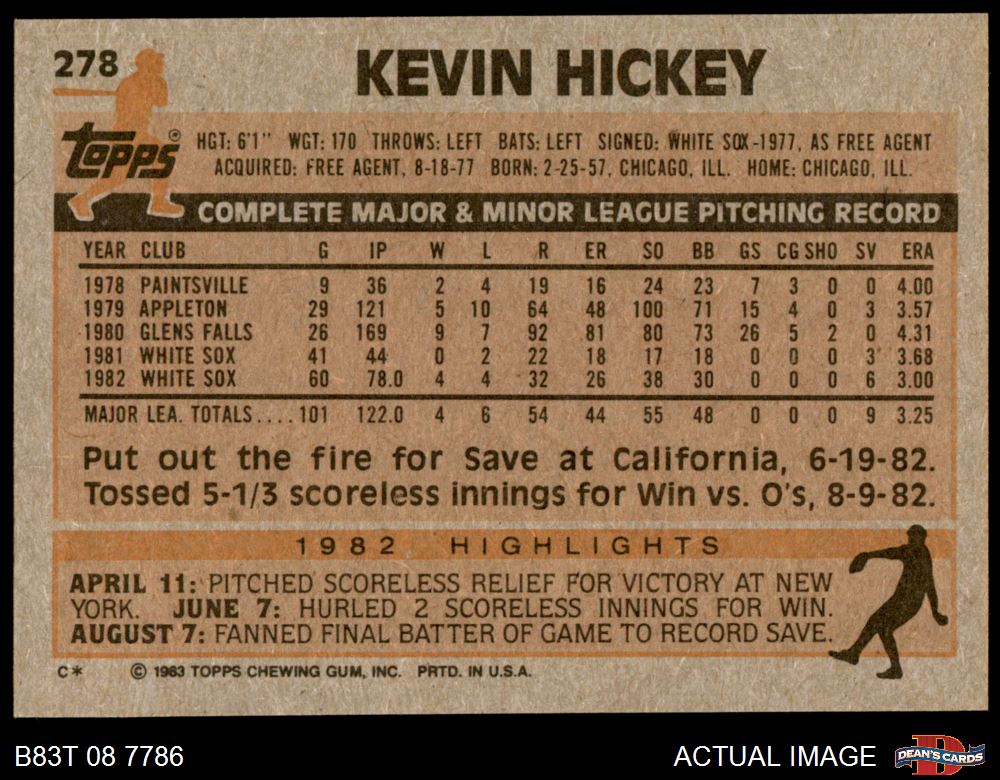 278
KEVIN HICKEY
Topps®
HGT: 6'1" WGT: 170 THROWS: LEFT BATS: LEFT SIGNED: WHITE SOX-1977, AS FREE AGENT
ACQUIRED: FREE AGENT, 8-18-77 BORN: 2-25-57, CHICAGO, ILL. HOME: CHICAGO, ILL.
COMPLETE MAJOR & MINOR LEAGUE PITCHING RECORD
YEAR CLUB G IP W L R ER SO BB GS CG SHO SV ERA
1978 PAINTSVILLE 9 36 2 4 19 16 24 23 7 3 0 0 4.00
1979 APPLETON 29 121 5 10 64 48 100 71 15 4 0 3 3.57
1980 GLENS FALLS 26 169 9 7 92 81 80 73 26 5 2 0 4.31
1981 WHITE SOX 41 44 0 2 22 18 17 18 0 0 0 3 3.68
1982 WHITE SOX 60 78.0 4 4 32 26 38 30 0 0 0 6 3.00
MAJOR LEA. TOTALS.... 101 122.0 4 6 54 44 55 48 0 0 0 9 3.25
Put out the fire for Save at California, 6-19-82.
Tossed 5-1/3 scoreless innings for Win vs. O's, 8-9-82.
1982 HIGHLIGHTS
APRIL 11: PITCHED SCORELESS RELIEF FOR VICTORY AT NEW
YORK. JUNE 7: HURLED 2 SCORELESS INNINGS FOR WIN.
AUGUST 7: FANNED FINAL BATTER OF GAME TO RECORD SAVE.
C* © 1983 TOPPS CHEWING GUM, INC. PRTD. IN U.S.A.
B83T 08 7786 ACTUAL IMAGE D DEAN'S CARDS